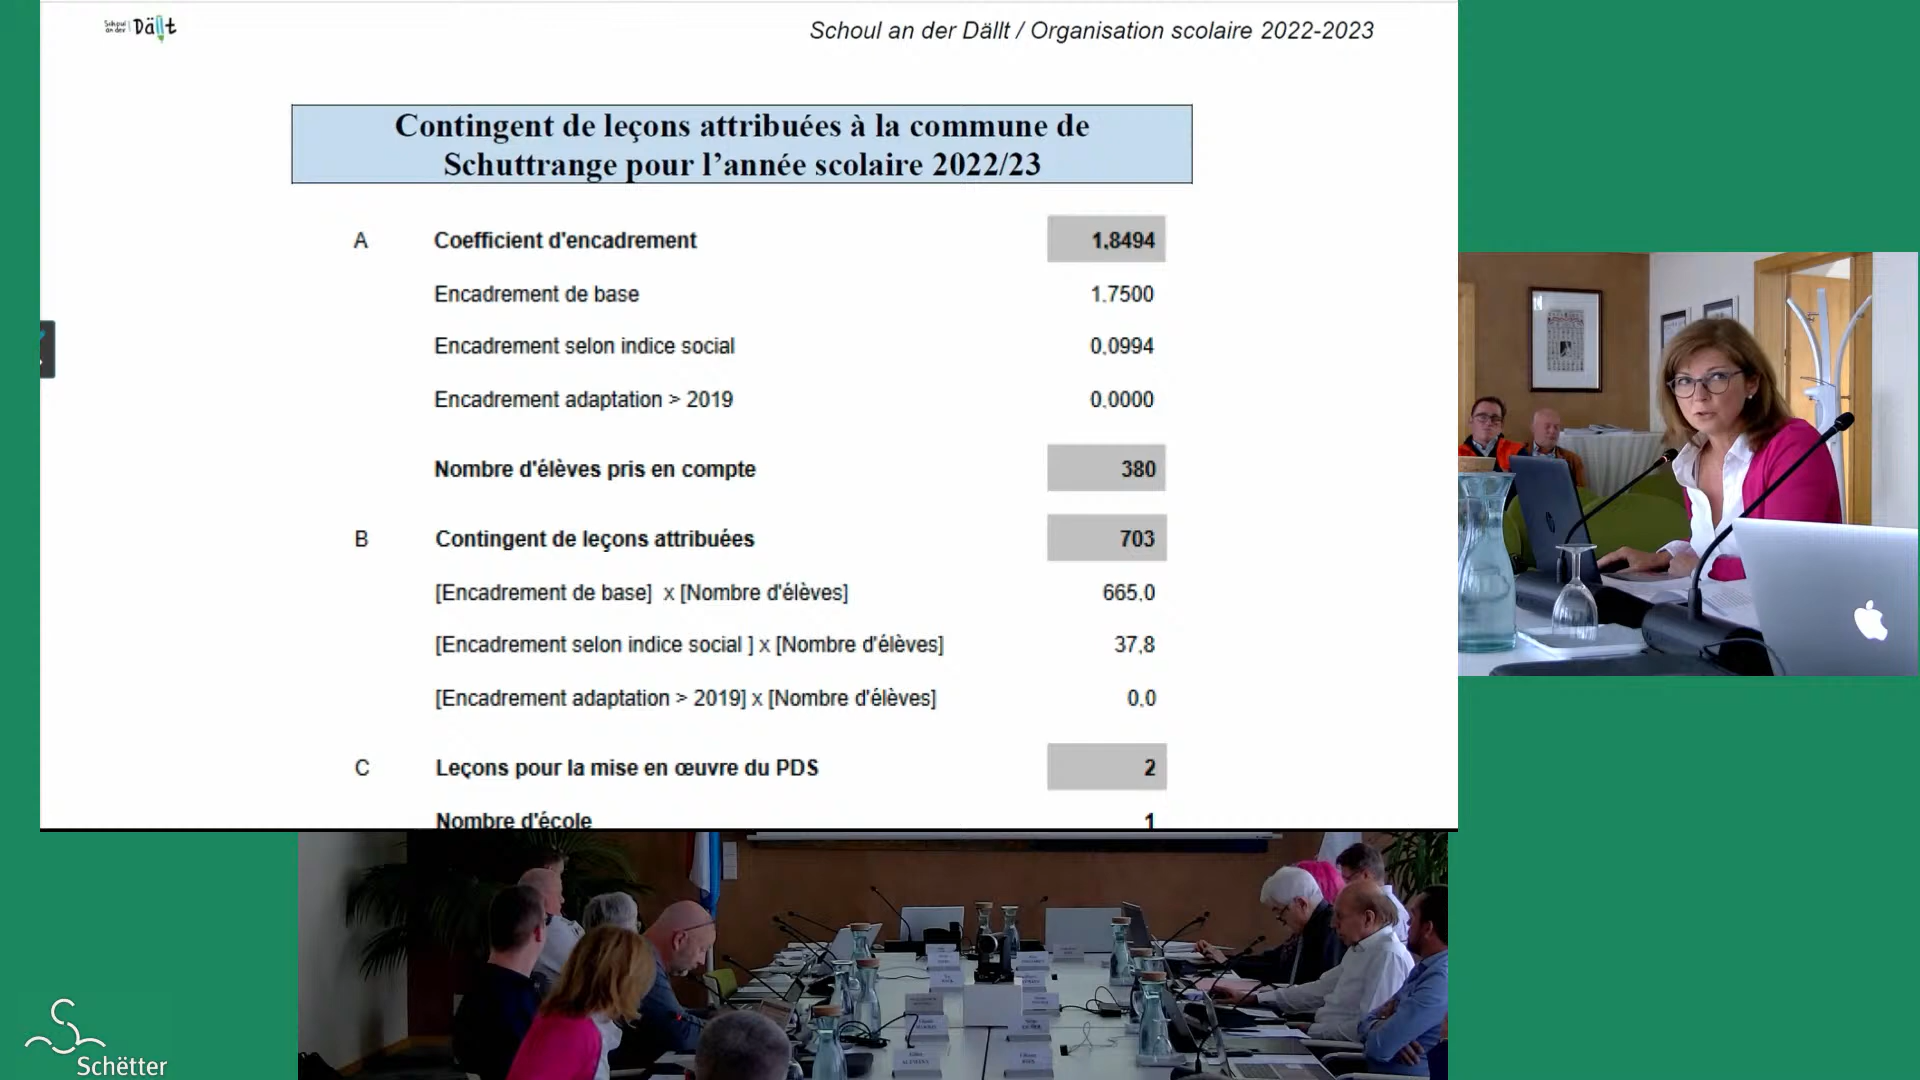 Schoul an der Dällt
Schoul an der Dällt / Organisation scolaire 2022-2023
Contingent de leçons attribuées à la commune de
Schuttrange pour l'année scolaire 2022/23
A Coefficient d'encadrement 1,8494
Encadrement de base 1.7500
Encadrement selon indice social 0,0994
Encadrement adaptation > 2019 0,0000
Nombre d'élèves pris en compte 380
B Contingent de leçons attribuées 703
[Encadrement de base] x [Nombre d'élèves] 665,0
[Encadrement selon indice social ] x [Nombre d'élèves] 37,8
[Encadrement adaptation > 2019] x [Nombre d'élèves] 0,0
C Leçons pour la mise en œuvre du PDS 2
Nombre d'école 1
Schëtter